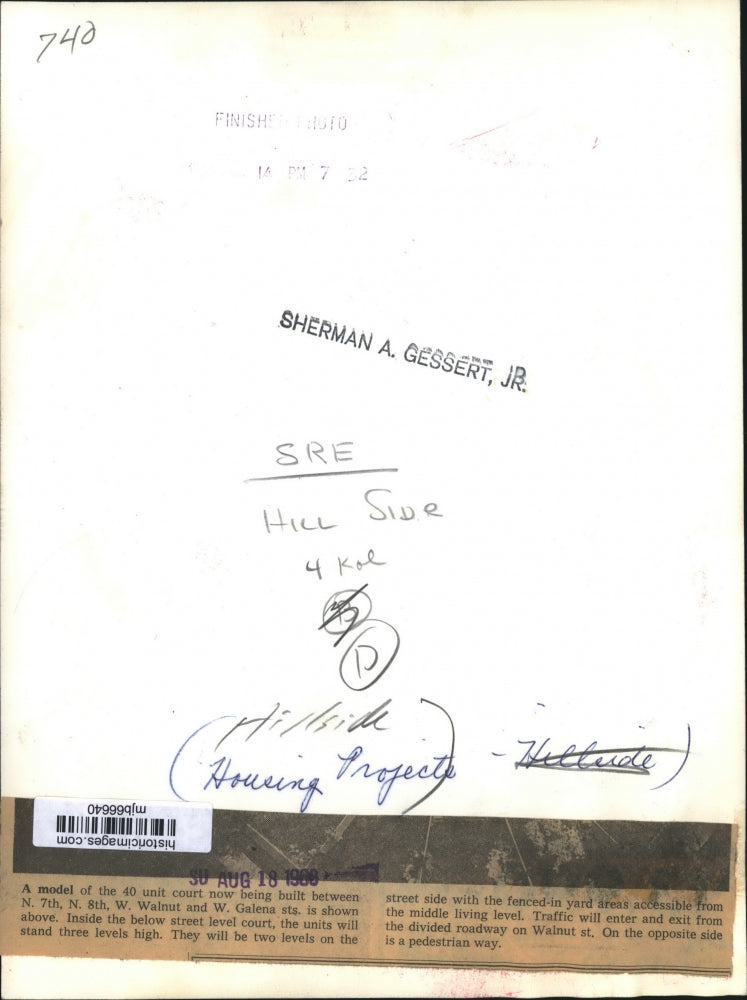 740
FINISHED PHOTO
14 PM 7 32
SHERMAN A. GESSERT, JR.
SRE
HILL SIDE
4 Kol
D
(Hillside)
(Housing Projects - Hillside)
mjb66640
historicimages.com
SU AUG 18 1968
A model of the 40 unit court now being built between
N. 7th, N. 8th, W. Walnut and W. Galena sts. is shown
above. Inside the below street level court, the units will
stand three levels high. They will be two levels on the
street side with the fenced-in yard areas accessible from
the middle living level. Traffic will enter and exit from
the divided roadway on Walnut st. On the opposite side
is a pedestrian way.